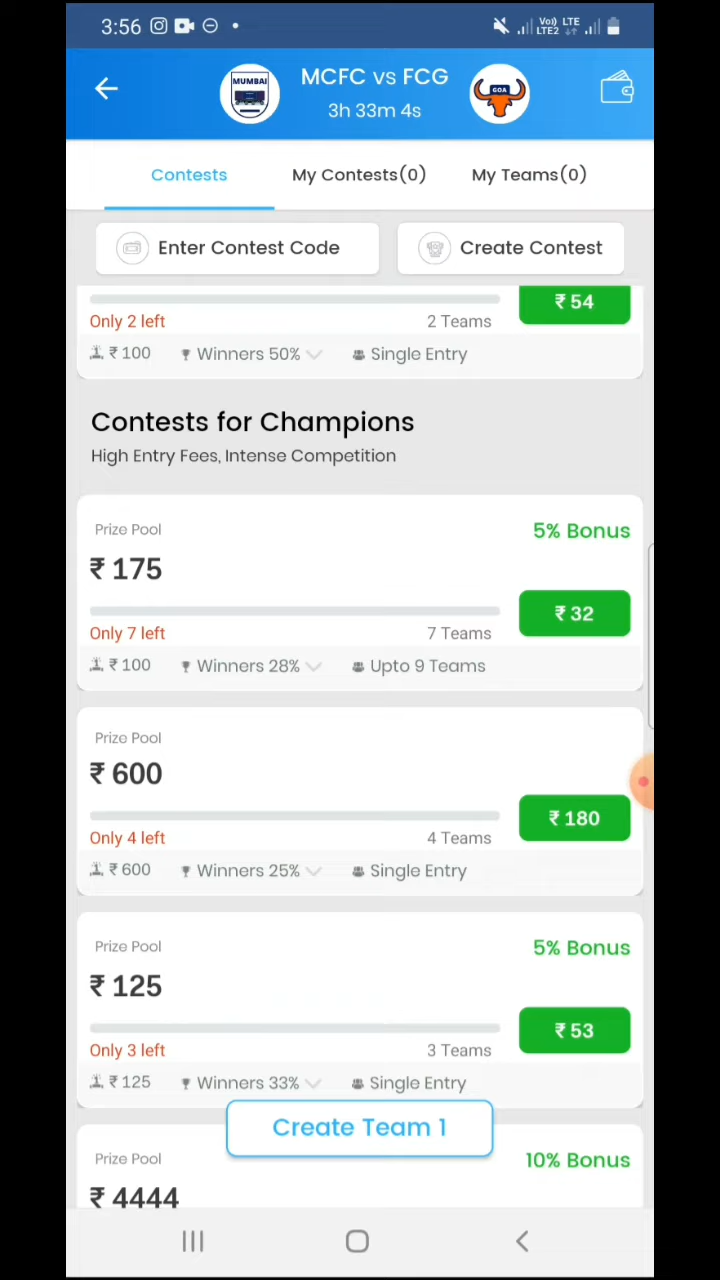 3:56
Vo) LTE
LTE2
MUMBAI
MCFC vs FCG
GOA
3h 33m 4s
Contests
My Contests(0)
My Teams(0)
Enter Contest Code
Create Contest
₹ 54
Only 2 left
2 Teams
₹ 100
Winners 50%
Single Entry
Contests for Champions
High Entry Fees, Intense Competition
Prize Pool
5% Bonus
₹ 175
₹ 32
Only 7 left
7 Teams
₹ 100
Winners 28%
Upto 9 Teams
Prize Pool
₹ 600
₹ 180
Only 4 left
4 Teams
₹ 600
Winners 25%
Single Entry
Prize Pool
5% Bonus
₹ 125
₹ 53
Only 3 left
3 Teams
₹ 125
Winners 33%
Single Entry
Create Team 1
Prize Pool
10% Bonus
₹ 4444